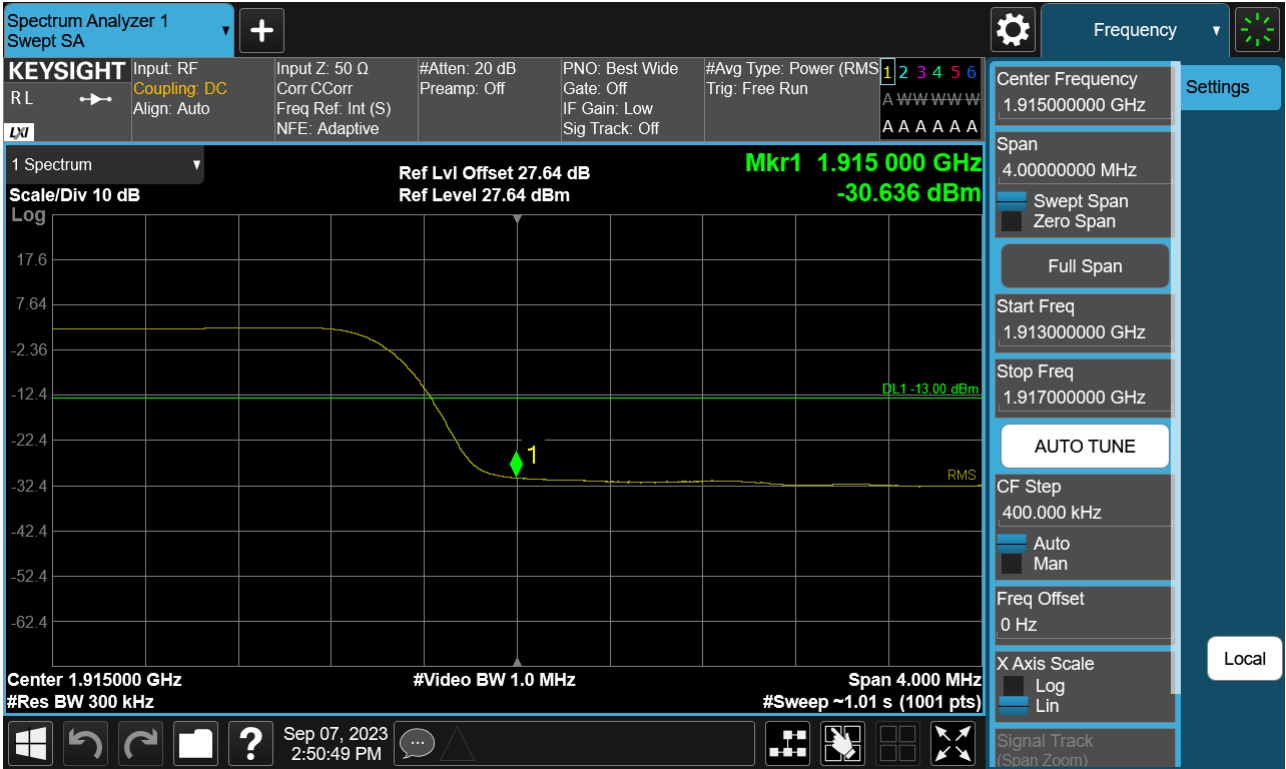 Spectrum Analyzer 1
Swept SA
+
Frequency
KEYSIGHT
R L
LXI
Input: RF
Coupling: DC
Align: Auto
Input Z: 50 Ω
Corr CCorr
Freq Ref: Int (S)
NFE: Adaptive
#Atten: 20 dB
Preamp: Off
PNO: Best Wide
Gate: Off
IF Gain: Low
Sig Track: Off
#Avg Type: Power (RMS
Trig: Free Run
1 2 3 4 5 6
A W W W W W
A A A A A A
1 Spectrum
Scale/Div 10 dB
Log
Ref Lvl Offset 27.64 dB
Ref Level 27.64 dBm
Mkr1 1.915 000 GHz
-30.636 dBm
17.6
7.64
-2.36
-12.4
-22.4
-32.4
-42.4
-52.4
-62.4
DL1 -13.00 dBm
1
RMS
Center 1.915000 GHz
#Video BW 1.0 MHz
Span 4.000 MHz
#Res BW 300 kHz
#Sweep ~1.01 s (1001 pts)
Center Frequency
1.915000000 GHz
Settings
Span
4.00000000 MHz
Swept Span
Zero Span
Full Span
Start Freq
1.913000000 GHz
Stop Freq
1.917000000 GHz
AUTO TUNE
CF Step
400.000 kHz
Auto
Man
Freq Offset
0 Hz
X Axis Scale
Log
Lin
Local
Signal Track
(Span Zoom)
?
Sep 07, 2023
2:50:49 PM